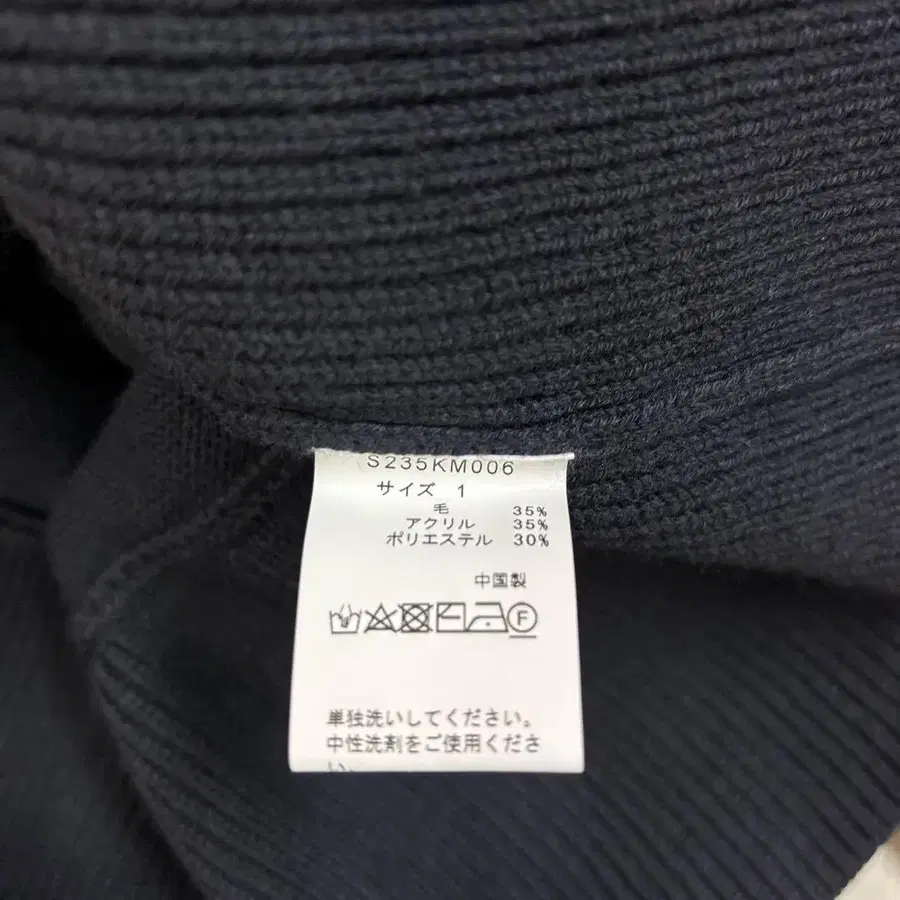 S235KM006
サイズ 1
毛 35%
アクリル 35%
ポリエステル 30%
中国製
F
単独洗いしてください。
中性洗剤をご使用くださ
い。